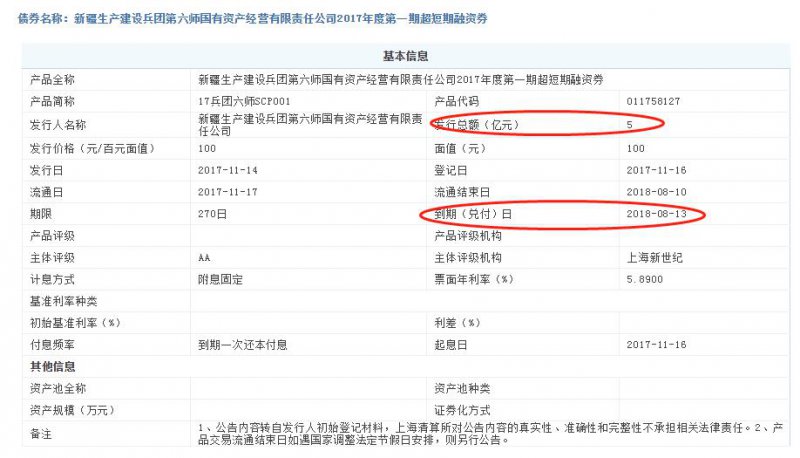 债券名称：新疆生产建设兵团第六师国有资产经营有限责任公司2017年度第一期超短期融资券
基本信息
产品全称 新疆生产建设兵团第六师国有资产经营有限责任公司2017年度第一期超短期融资券
产品简称 17兵团六师SCP001 产品代码 011758127
发行人名称 新疆生产建设兵团第六师国有资产经营有限责任公司 发行总额（亿元） 5
发行价格（元/百元面值） 100 面值（元） 100
发行日 2017-11-14 登记日 2017-11-16
流通日 2017-11-17 流通结束日 2018-08-10
期限 270日 到期（兑付）日 2018-08-13
产品评级 产品评级机构
主体评级 AA 主体评级机构 上海新世纪
计息方式 附息固定 票面年利率（%） 5.8900
基准利率种类
初始基准利率（%） 利差（%）
付息频率 到期一次还本付息 起息日 2017-11-16
其他信息
资产池全称 资产池种类
资产规模（万元） 证券化方式
备注 1、公告内容转自发行人初始登记材料，上海清算所对公告内容的真实性、准确性和完整性不承担相关法律责任。2、产
品交易流通结束日如遇国家调整法定节假日安排，则另行公告。